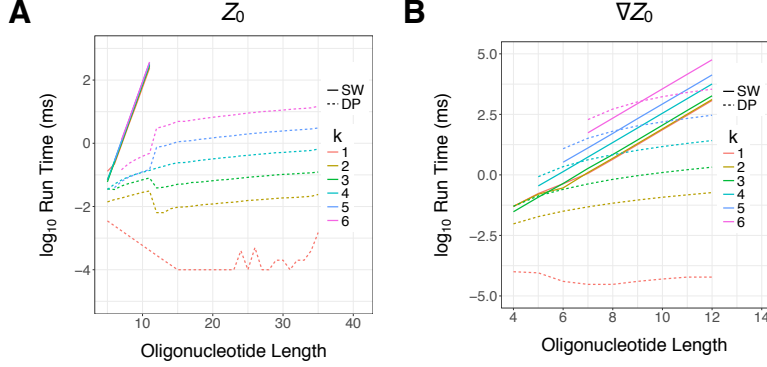 A
Z0
log10 Run Time (ms)
2
0
−2
−4
10
20
30
40
Oligonucleotide Length
SW
DP
k
1
2
3
4
5
6
B
∇Z0
log10 Run Time (ms)
5.0
2.5
0.0
−2.5
−5.0
4
6
8
10
12
14
Oligonucleotide Length
SW
DP
k
1
2
3
4
5
6